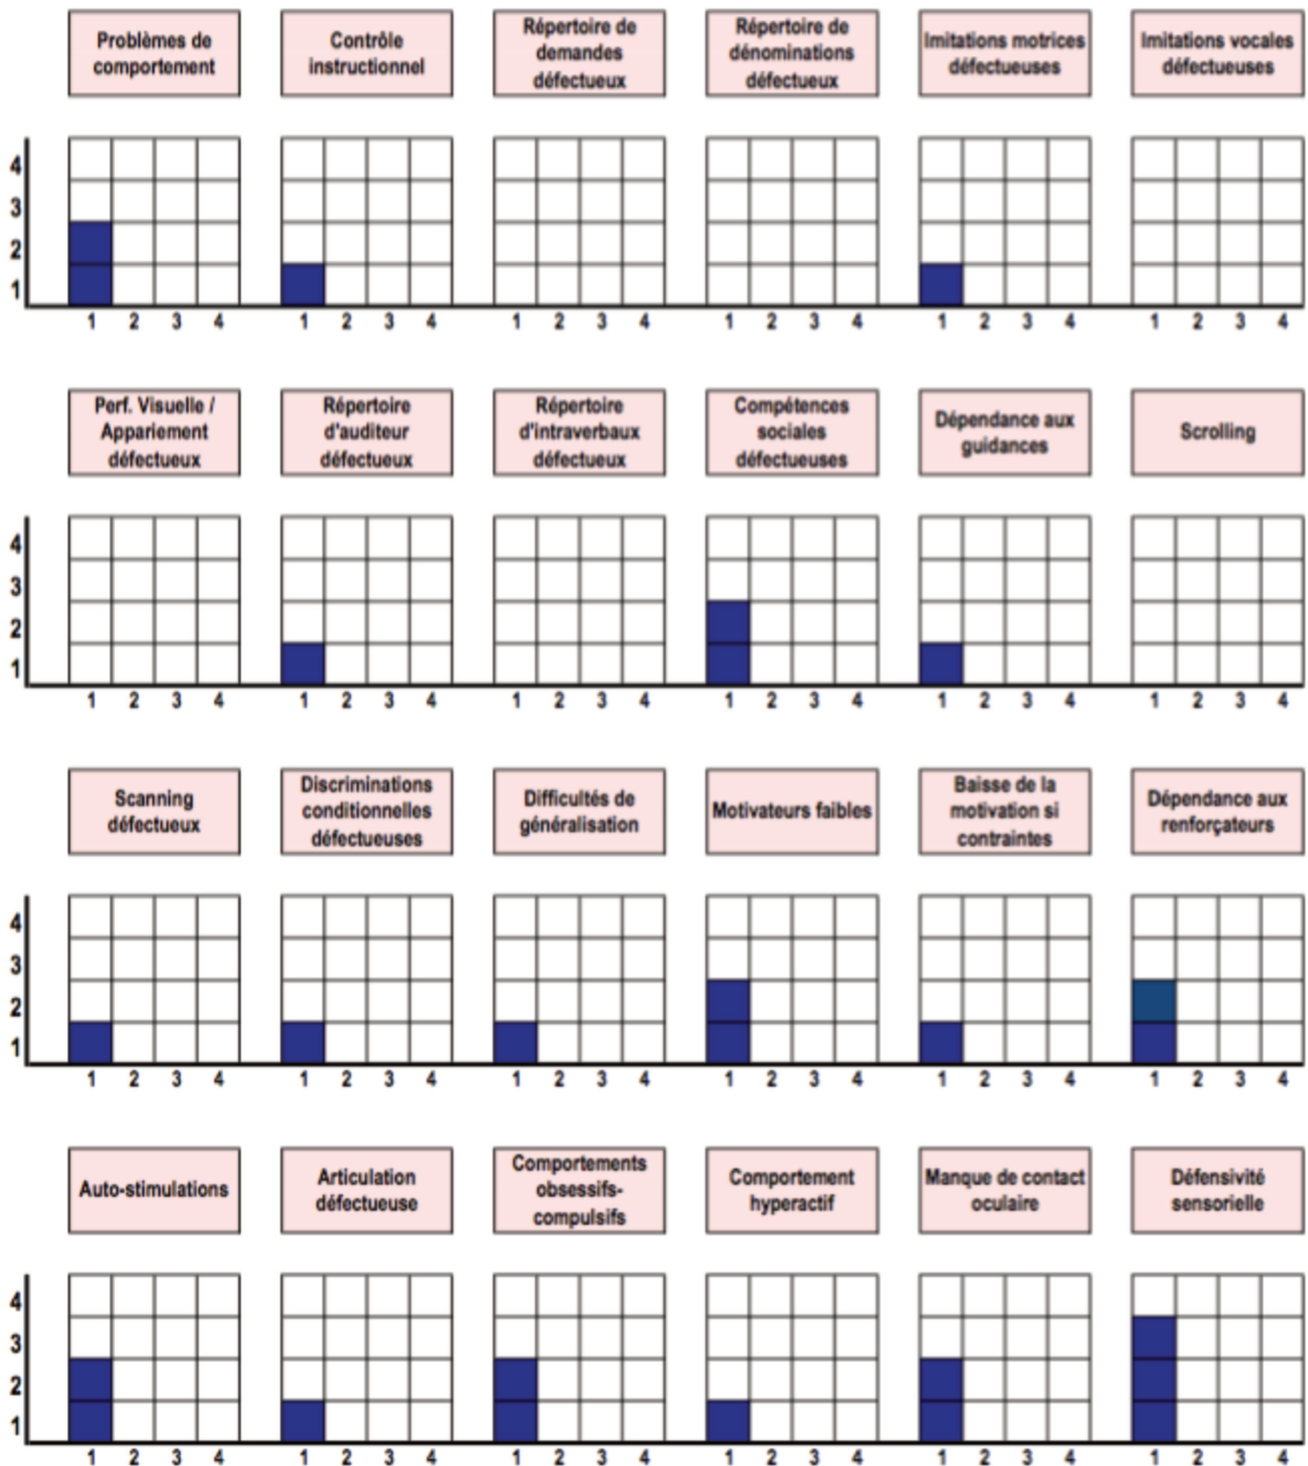 Problèmes de
comportement
Contrôle
instructionnel
Répertoire de
demandes
défectueux
Répertoire de
dénominations
défectueux
Imitations motrices
défectueuses
Imitations vocales
défectueuses
4
3
2
1
1 2 3 4 1 2 3 4 1 2 3 4 1 2 3 4 1 2 3 4 1 2 3 4
Perf. Visuelle /
Appariement
défectueux
Répertoire
d'auditeur
défectueux
Répertoire
d'intraverbaux
défectueux
Compétences
sociales
défectueuses
Dépendance aux
guidances
Scrolling
4
3
2
1
1 2 3 4 1 2 3 4 1 2 3 4 1 2 3 4 1 2 3 4 1 2 3 4
Scanning
défectueux
Discriminations
conditionnelles
défectueuses
Difficultés de
généralisation
Motivateurs faibles
Baisse de la
motivation si
contraintes
Dépendance aux
renforçateurs
4
3
2
1
1 2 3 4 1 2 3 4 1 2 3 4 1 2 3 4 1 2 3 4 1 2 3 4
Auto-stimulations
Articulation
défectueuse
Comportements
obsessifs-
compulsifs
Comportement
hyperactif
Manque de contact
oculaire
Défensivité
sensorielle
4
3
2
1
1 2 3 4 1 2 3 4 1 2 3 4 1 2 3 4 1 2 3 4 1 2 3 4